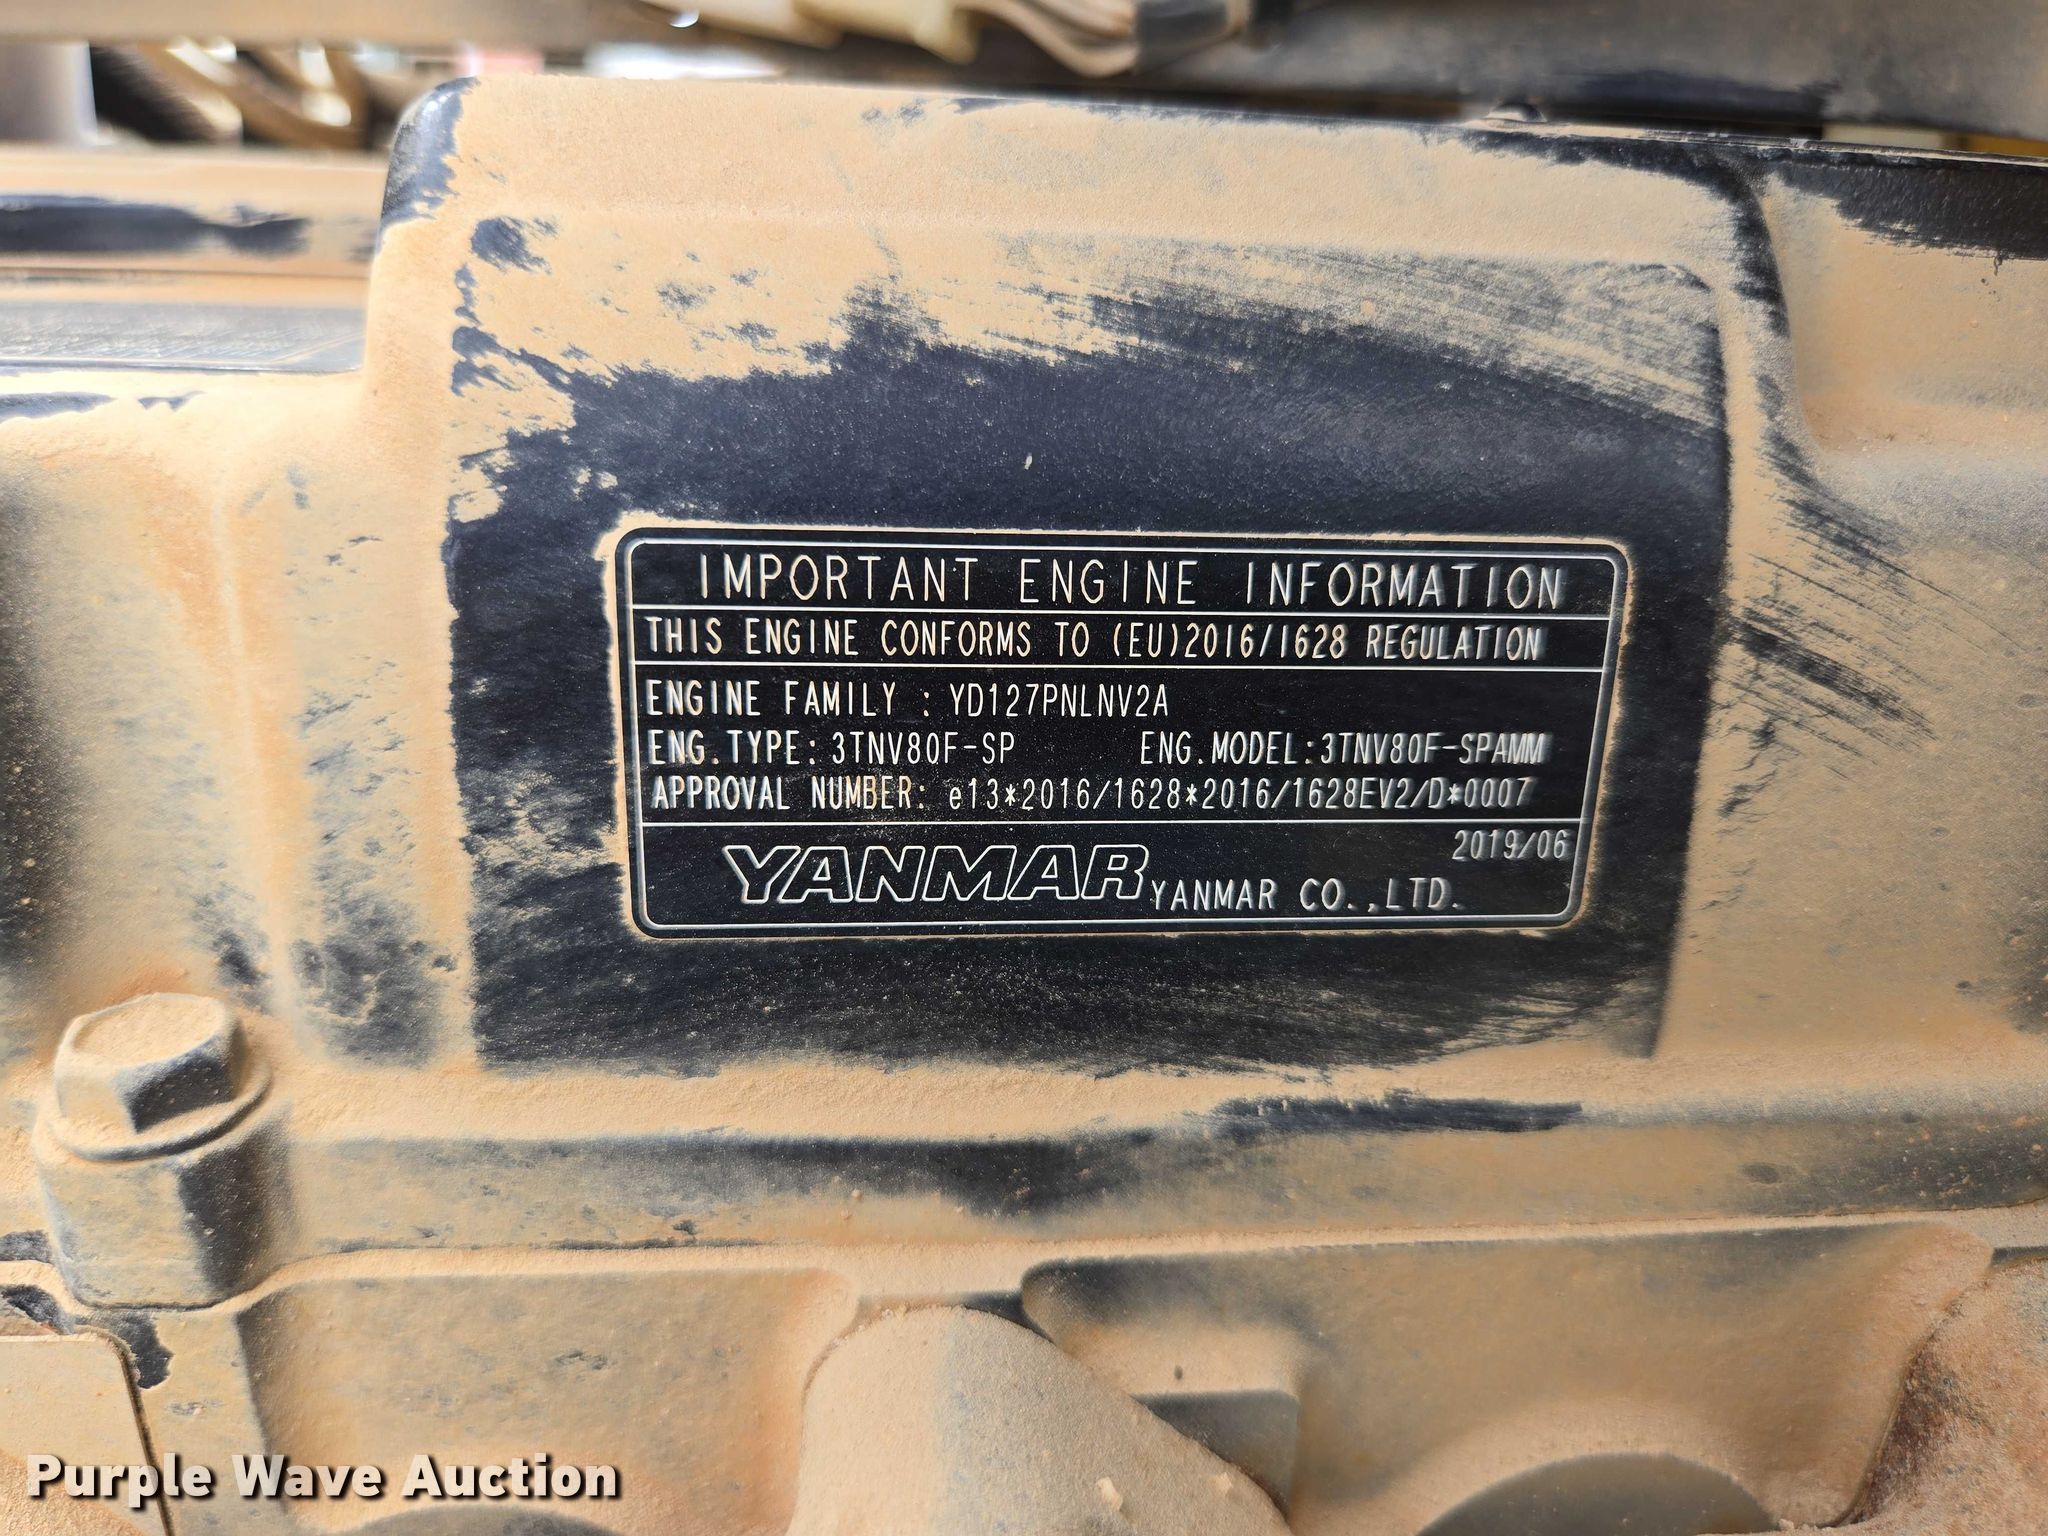 IMPORTANT ENGINE INFORMATION
THIS ENGINE CONFORMS TO (EU)2016/1628 REGULATION
ENGINE FAMILY : YD127PNLNV2A
ENG.TYPE: 3TNV80F-SP ENG.MODEL:3TNV80F-SPAMM
APPROVAL NUMBER: e13*2016/1628*2016/1628EV2/D*0007
2019/06
YANMAR YANMAR CO.,LTD.
Purple Wave Auction